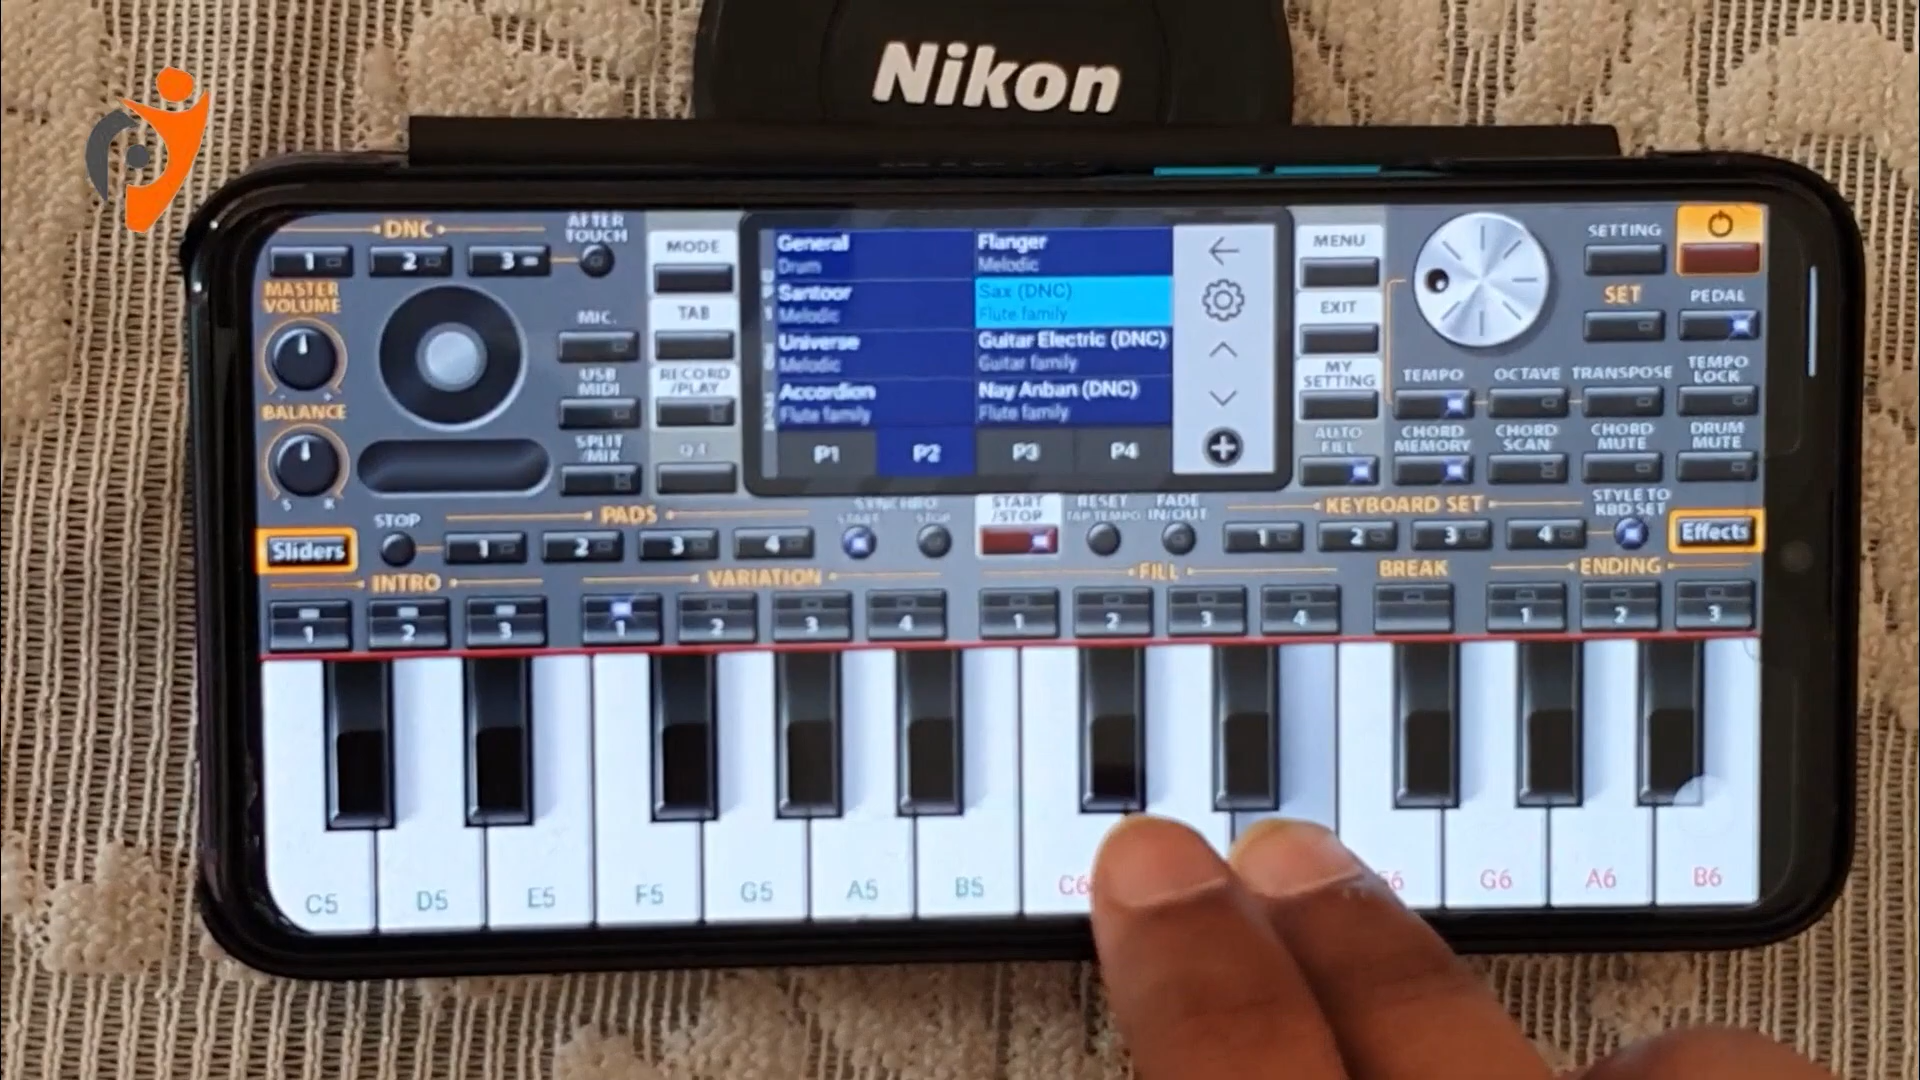 Nikon
DNC
AFTER TOUCH
1 2 3
MASTER VOLUME
BALANCE
S R
MIC.
USB MIDI
SPLIT /MIX
MODE
TAB
RECORD /PLAY
General
Drum
Flanger
Melodic
Santoor
Melodic
Sax (DNC)
Flute family
Universe
Melodic
Guitar Electric (DNC)
Guitar family
Accordion
Flute family
Nay Anban (DNC)
Flute family
P1 P2 P3 P4
MENU
EXIT
MY SETTING
AUTO FILL
SETTING
SET
PEDAL
TEMPO OCTAVE TRANSPOSE TEMPO LOCK
CHORD MEMORY CHORD SCAN CHORD MUTE DRUM MUTE
Sliders
STOP
PADS
1 2 3 4
SYNCHRO
START STOP
START /STOP
RESET
TAP TEMPO
FADE IN/OUT
KEYBOARD SET
1 2 3 4
STYLE TO KBD SET
Effects
INTRO
1 2 3
VARIATION
1 2 3 4
FILL
1 2 3 4
BREAK
ENDING
1 2 3
C5 D5 E5 F5 G5 A5 B5 C6 G6 A6 B6